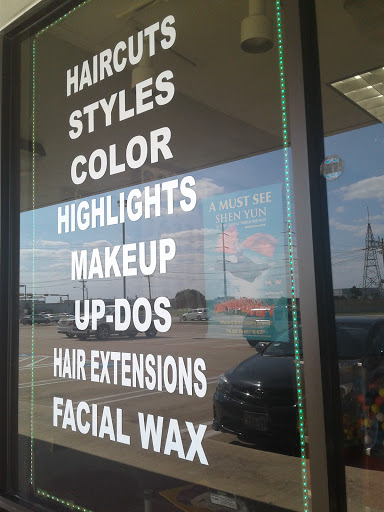 HAIRCUTS
STYLES
COLOR
HIGHLIGHTS
MAKEUP
UP-DOS
HAIR EXTENSIONS
FACIAL WAX
A MUST SEE
SHEN YUN